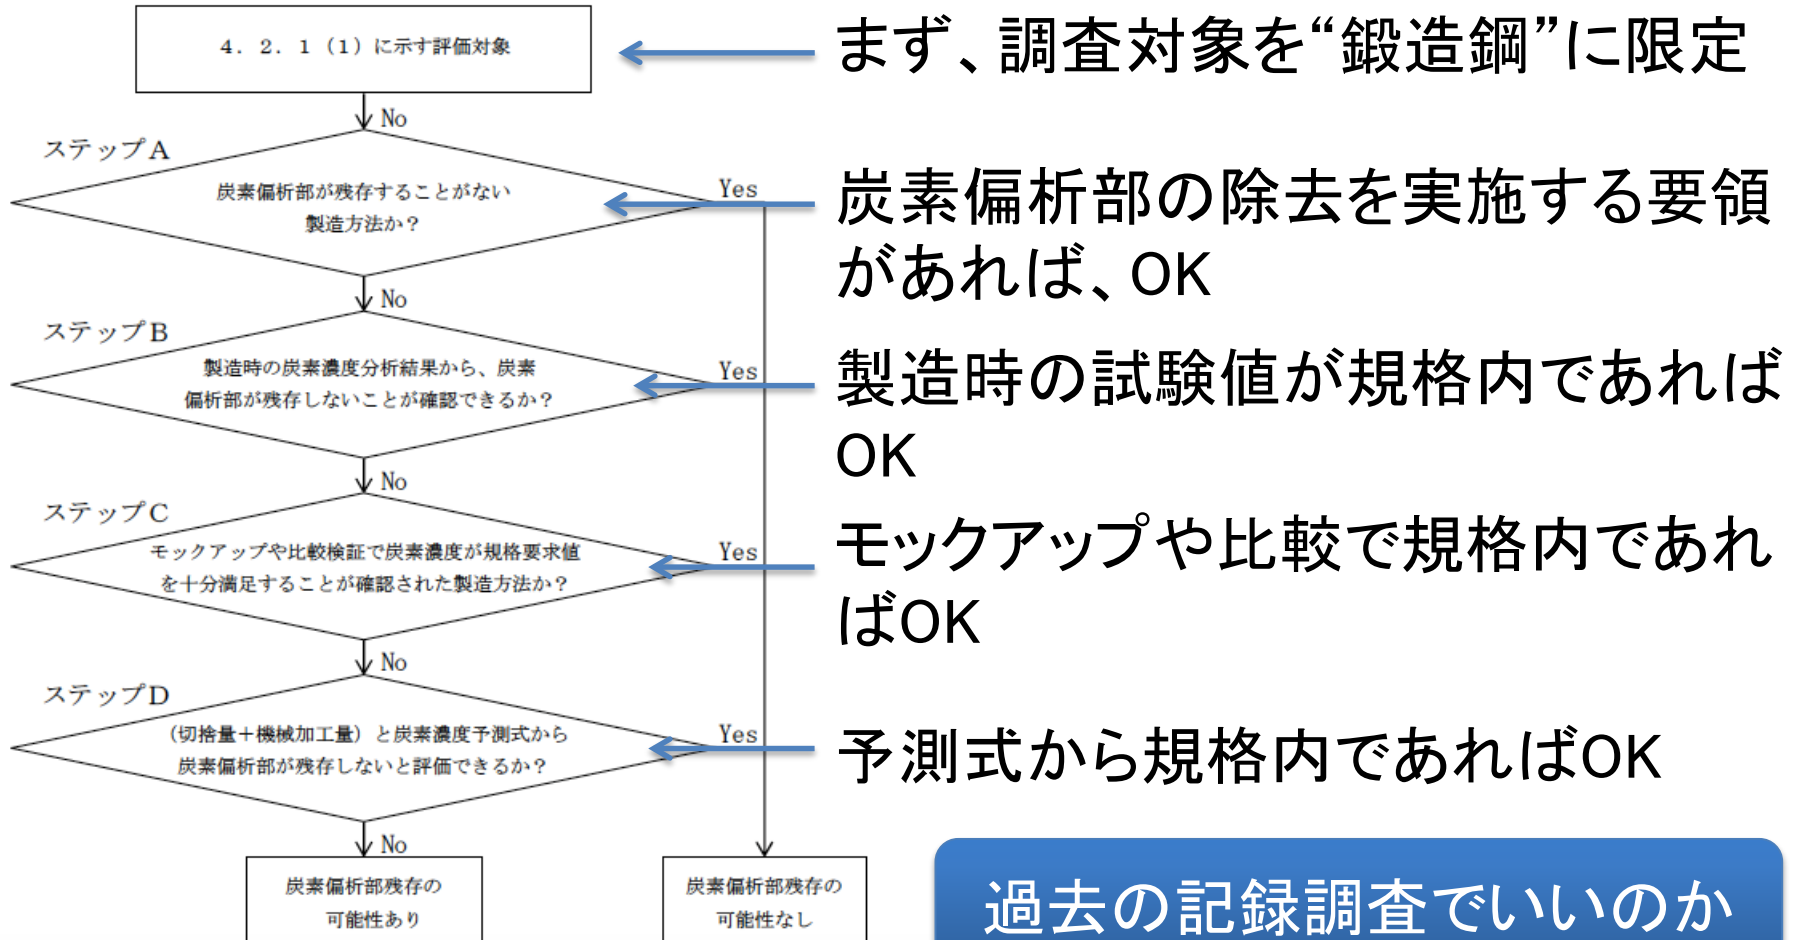 ４．２．１（１）に示す評価対象
まず、調査対象を“鍛造鋼”に限定
No
ステップA
炭素偏析部が残存することがない
製造方法か？
Yes
炭素偏析部の除去を実施する要領
があれば、OK
No
ステップB
製造時の炭素濃度分析結果から、炭素
偏析部が残存しないことが確認できるか？
Yes
製造時の試験値が規格内であれば
OK
No
ステップC
モックアップや比較検証で炭素濃度が規格要求値
を十分満足することが確認された製造方法か？
Yes
モックアップや比較で規格内であれ
ばOK
No
ステップD
（切捨量＋機械加工量）と炭素濃度予測式から
炭素偏析部が残存しないと評価できるか？
Yes
予測式から規格内であればOK
No
炭素偏析部残存の
可能性あり
炭素偏析部残存の
可能性なし
過去の記録調査でいいのか